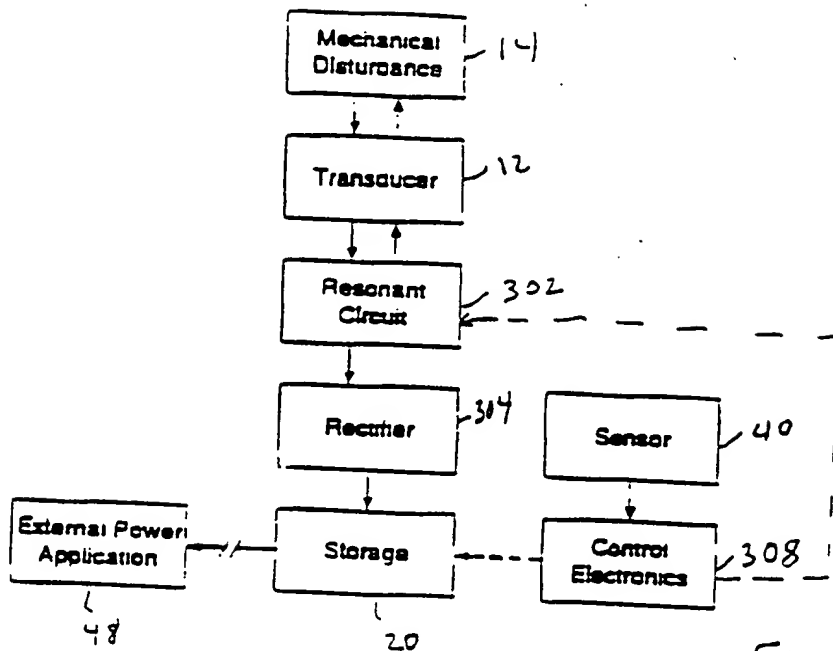 Mechanical
Disturbance
14
Transducer
12
Resonant
Circuit
302
Rectifier
304
Sensor
40
External Power
Application
48
Storage
20
Control
Electronics
308